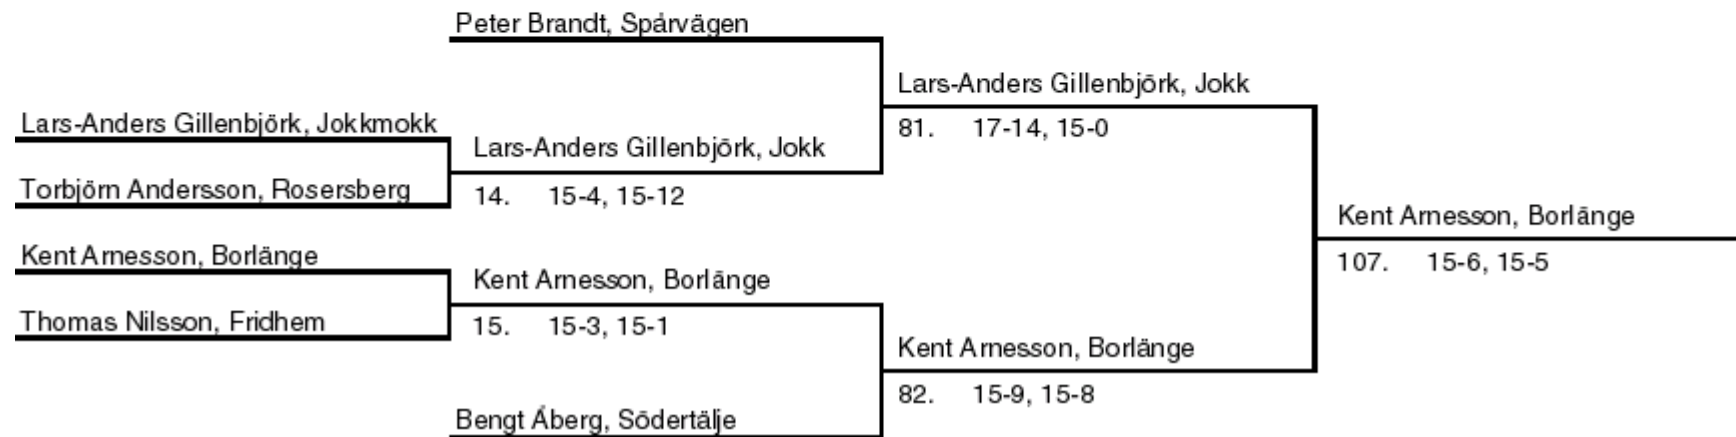 Peter Brandt, Spårvägen
Lars-Anders Gillenbjörk, Jokk
81. 17-14, 15-0
Lars-Anders Gillenbjörk, Jokkmokk
Lars-Anders Gillenbjörk, Jokk
14. 15-4, 15-12
Torbjörn Andersson, Rosersberg
Kent Arnesson, Borlänge
107. 15-6, 15-5
Kent Arnesson, Borlänge
Kent Arnesson, Borlänge
15. 15-3, 15-1
Thomas Nilsson, Fridhem
Kent Arnesson, Borlänge
82. 15-9, 15-8
Bengt Åberg, Södertälje